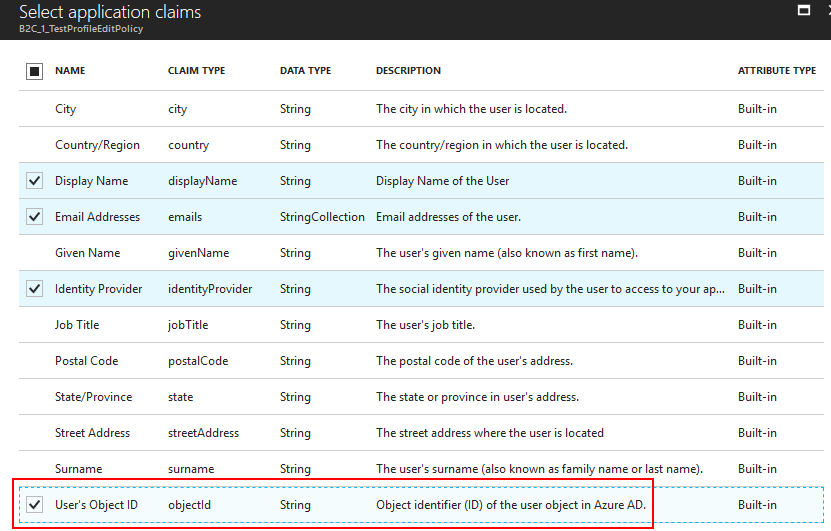 Select application claims
B2C_1_TestProfileEditPolicy
NAME CLAIM TYPE DATA TYPE DESCRIPTION ATTRIBUTE TYPE
City city String The city in which the user is located. Built-in
Country/Region country String The country/region in which the user is located. Built-in
Display Name displayName String Display Name of the User Built-in
Email Addresses emails StringCollection Email addresses of the user. Built-in
Given Name givenName String The user's given name (also known as first name). Built-in
Identity Provider identityProvider String The social identity provider used by the user to access to your ap... Built-in
Job Title jobTitle String The user's job title. Built-in
Postal Code postalCode String The postal code of the user's address. Built-in
State/Province state String The state or province in user's address. Built-in
Street Address streetAddress String The street address where the user is located Built-in
Surname surname String The user's surname (also known as family name or last name). Built-in
User's Object ID objectId String Object identifier (ID) of the user object in Azure AD. Built-in